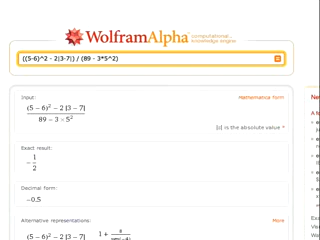 WolframAlpha computational... knowledge engine
((5-6)^2 - 2|3-7|) / (89 - 3*5^2)
Input: Mathematica form
(5 − 6)² − 2 |3 − 7|
89 − 3 − 5²
|z| is the absolute value
Exact result:
− 1/2
Decimal form:
−0.5
Alternative representations: More
(5 − 6)² − 2 |3 − 7|